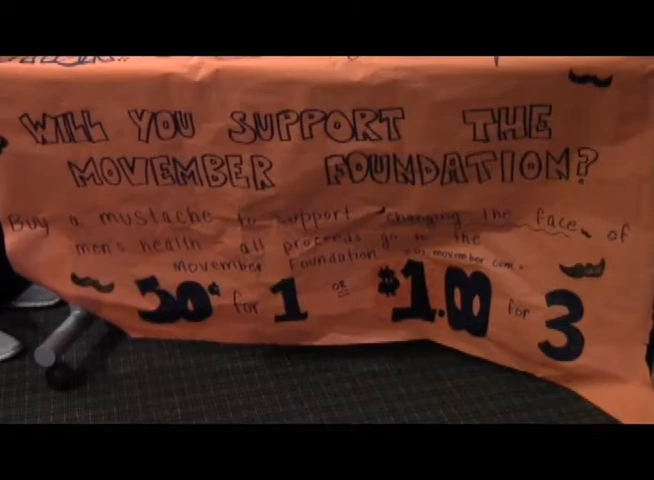 WILL YOU SUPPORT THE
MOVEMBER FOUNDATION?
Buy a mustache to support "changing the face" of
men's health - all proceeds go to the
Movember Foundation
50¢ for 1 or $1.00 for 3